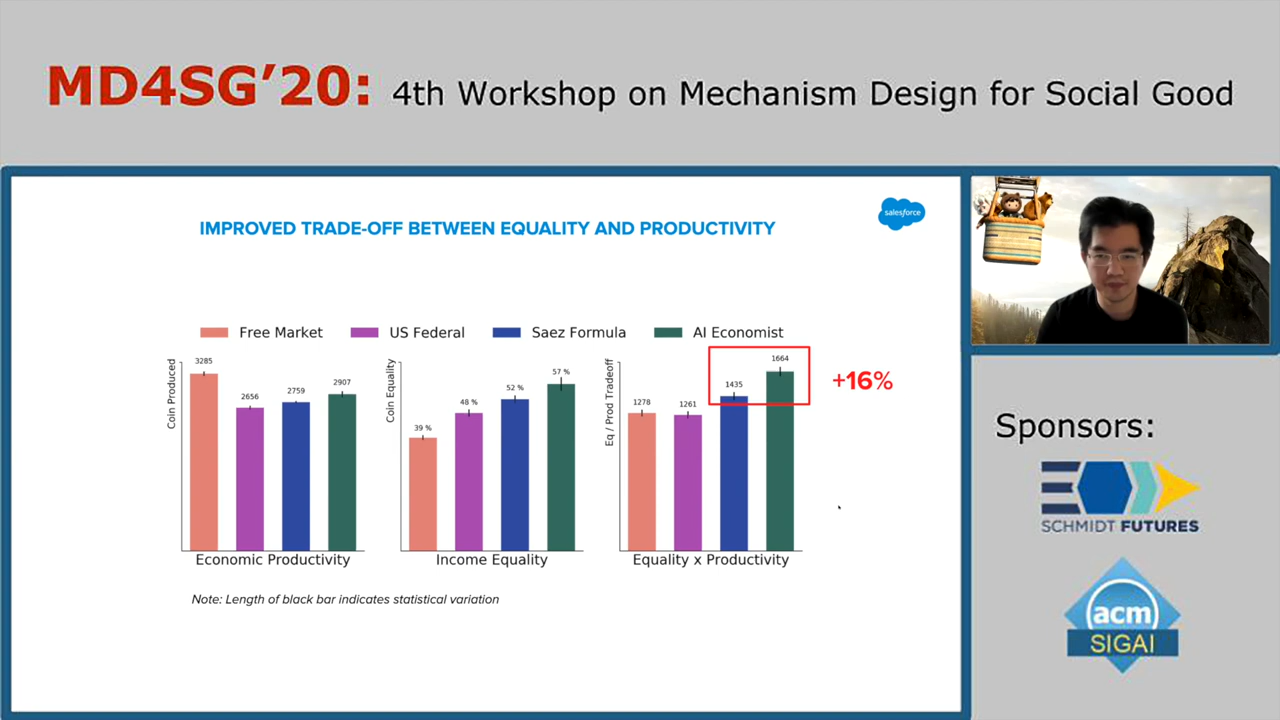 MD4SG’20: 4th Workshop on Mechanism Design for Social Good
IMPROVED TRADE-OFF BETWEEN EQUALITY AND PRODUCTIVITY
salesforce
Free Market US Federal Saez Formula AI Economist
Coin Produced
3285
2656
2759
2907
Economic Productivity
Coin Equality
39 %
48 %
52 %
57 %
Income Equality
Eq / Prod Tradeoff
1278
1261
1435
1664
Equality x Productivity
+16%
Note: Length of black bar indicates statistical variation
Sponsors:
SCHMIDT FUTURES
acm
SIGAI